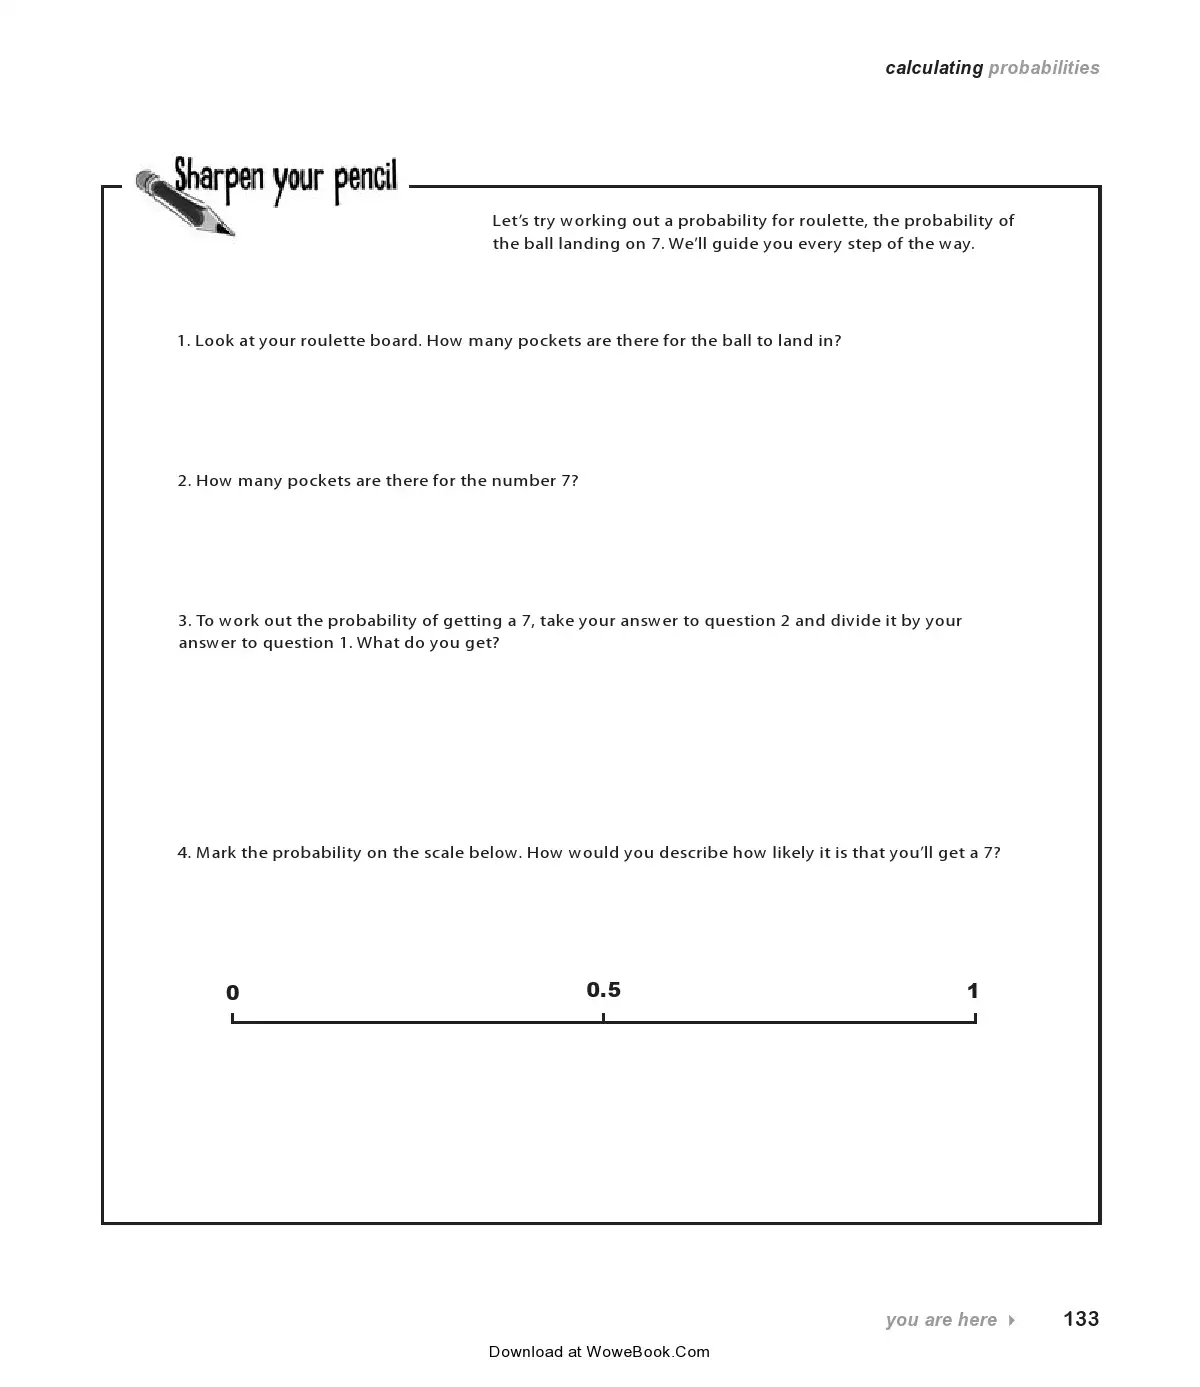 calculating probabilities
Sharpen your pencil
Let’s try working out a probability for roulette, the probability of
the ball landing on 7. We’ll guide you every step of the way.
1. Look at your roulette board. How many pockets are there for the ball to land in?
2. How many pockets are there for the number 7?
3. To work out the probability of getting a 7, take your answer to question 2 and divide it by your
answer to question 1. What do you get?
4. Mark the probability on the scale below. How would you describe how likely it is that you’ll get a 7?
0 0.5 1
you are here 133
Download at WoweBook.Com